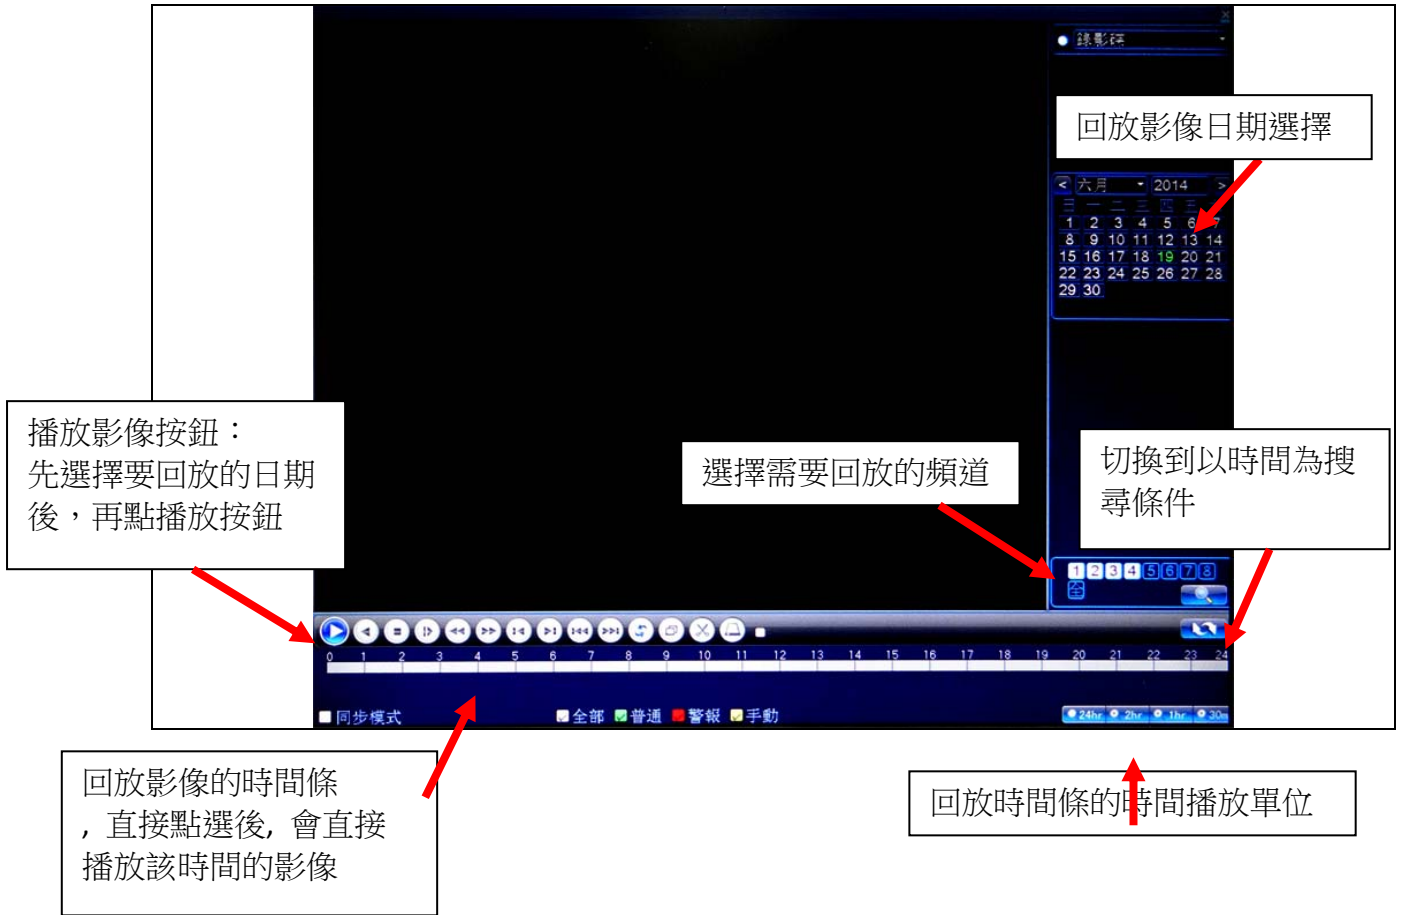 錄影硬
回放影像日期選擇
< 六月 2014 >
日 一 二 三 四 五
1 2 3 4 5 6 7
8 9 10 11 12 13 14
15 16 17 18 19 20 21
22 23 24 25 26 27 28
29 30
播放影像按鈕：
先選擇要回放的日期
後，再點播放按鈕
選擇需要回放的頻道
切換到以時間為搜
尋條件
1 2 3 4 5 6 7 8
全
0 1 2 3 4 5 6 7 8 9 10 11 12 13 14 15 16 17 18 19 20 21 22 23 24
同步模式
全部 普通 警報 手動
24hr 2hr 1hr 30m
回放影像的時間條
, 直接點選後, 會直接
播放該時間的影像
回放時間條的時間播放單位